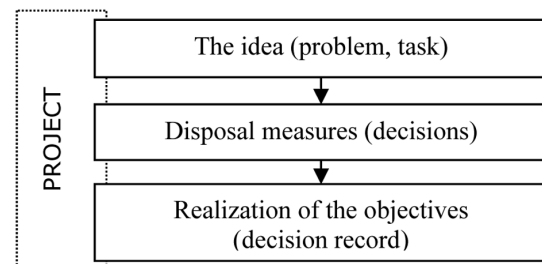 PROJECT
The idea (problem, task)
Disposal measures (decisions)
Realization of the objectives
(decision record)